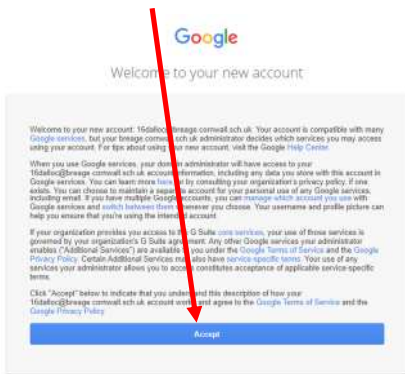 Google
Welcome to your new account
Welcome to your new account: 16dalloc@breage.cornwall.sch.uk. Your account is compatible with many
Google services, but your breage.cornwall.sch.uk administrator decides which services you may access
using your account. For tips about using your new account, visit the Google Help Center.
When you use Google services, your domain administrator will have access to your
16dalloc@breage.cornwall.sch.uk account information, including any data you store with this account in
Google services. You can learn more here or by consulting your organization's privacy policy, if one
exists. You can choose to maintain a separate account for your personal use of any Google services,
including email. If you have multiple Google accounts, you can manage which account you use with
Google services and switch between them whenever you choose. Your username and profile picture can
help you ensure that you're using the intended account.
If your organization provides you access to the G Suite core services, your use of those services is
governed by your organization's G Suite agreement. Any other Google services your administrator
enables ("Additional Services") are available to you under the Google Terms of Service and the Google
Privacy Policy. Certain Additional Services may also have service-specific terms. Your use of any
services your administrator allows you to access constitutes acceptance of applicable service-specific
terms.
Click "Accept" below to indicate that you understand this description of how your
16dalloc@breage.cornwall.sch.uk account works and agree to the Google Terms of Service and the
Google Privacy Policy.
Accept